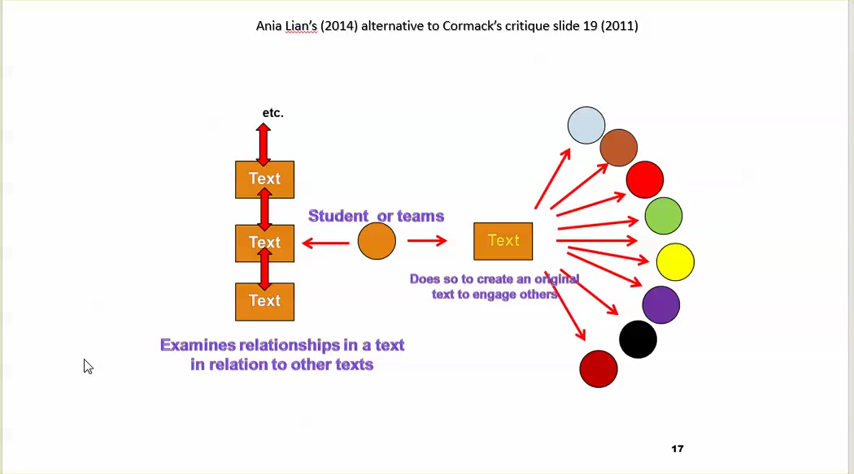 Ania Lian's (2014) alternative to Cormack's critique slide 19 (2011)
etc.
Text
Student or teams
Text
Text
Does so to create an original
text to engage others
Text
Examines relationships in a text
in relation to other texts
17